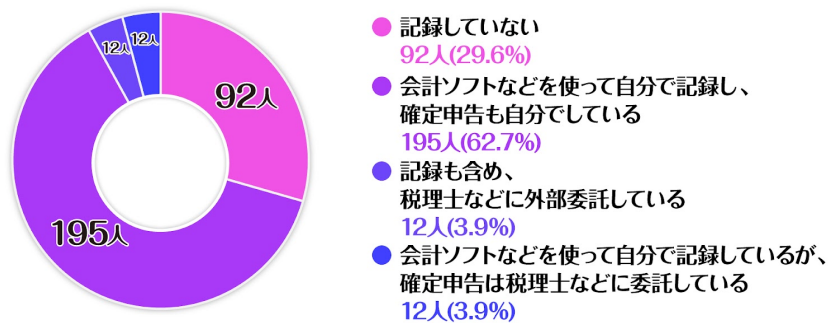 12人
12人
92人
195人
記録していない
92人(29.6%)
会計ソフトなどを使って自分で記録し、
確定申告も自分でしている
195人(62.7%)
記録も含め、
税理士などに外部委託している
12人(3.9%)
会計ソフトなどを使って自分で記録しているが、
確定申告は税理士などに委託している
12人(3.9%)